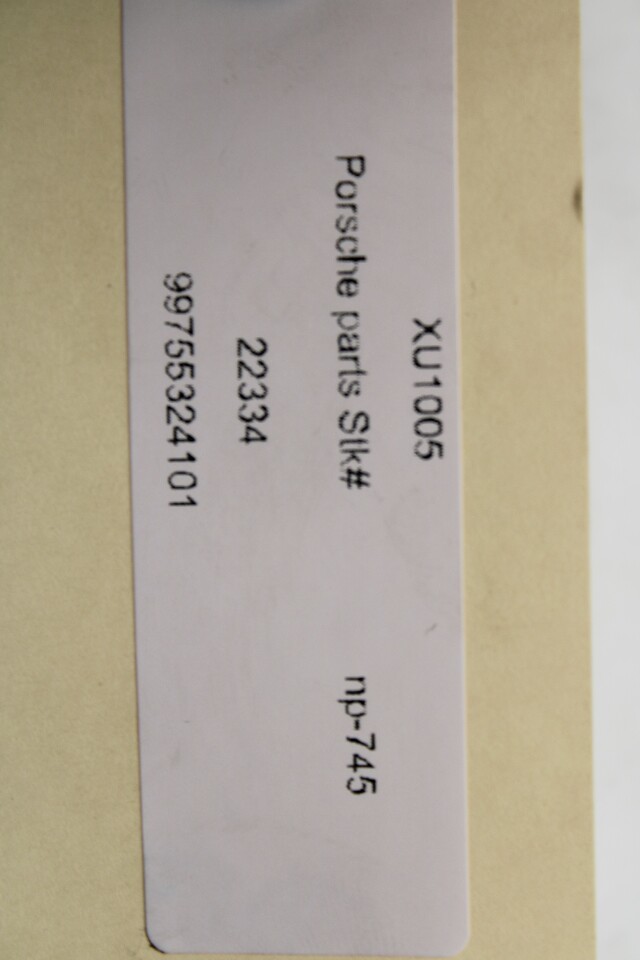 XU1005
Porsche parts Stk# np-745
22334
99755324101